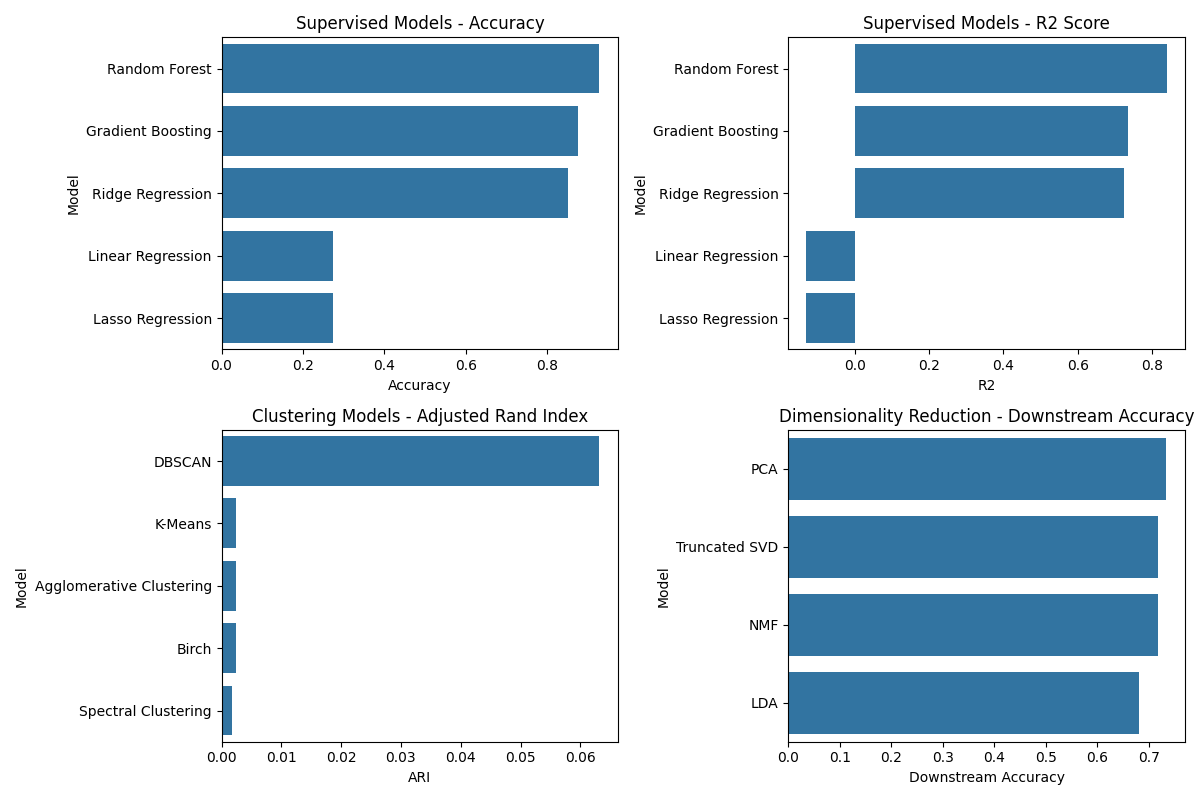 Supervised Models - Accuracy
Model
Random Forest
Gradient Boosting
Ridge Regression
Linear Regression
Lasso Regression
0.0 0.2 0.4 0.6 0.8
Accuracy
Supervised Models - R2 Score
Model
Random Forest
Gradient Boosting
Ridge Regression
Linear Regression
Lasso Regression
0.0 0.2 0.4 0.6 0.8
R2
Clustering Models - Adjusted Rand Index
Model
DBSCAN
K-Means
Agglomerative Clustering
Birch
Spectral Clustering
0.00 0.01 0.02 0.03 0.04 0.05 0.06
ARI
Dimensionality Reduction - Downstream Accuracy
Model
PCA
Truncated SVD
NMF
LDA
0.0 0.1 0.2 0.3 0.4 0.5 0.6 0.7
Downstream Accuracy